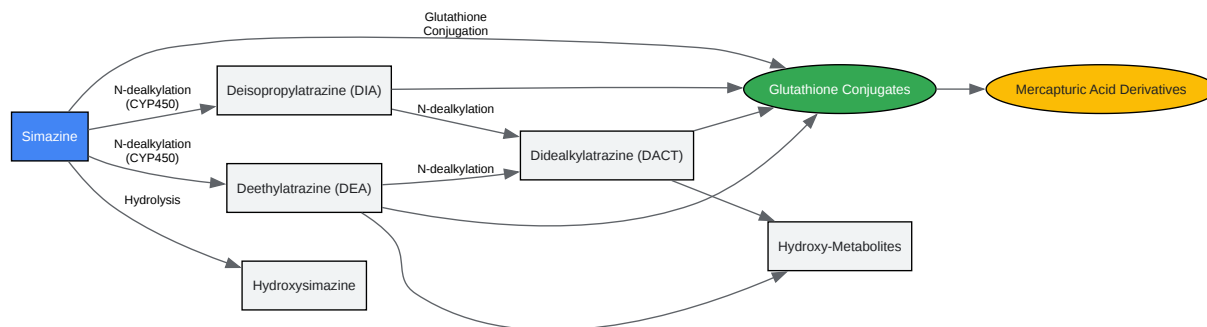 Glutathione
Conjugation
N-dealkylation
(CYP450)
Deisopropylatrazine (DIA)
Glutathione Conjugates
Mercapturic Acid Derivatives
N-dealkylation
Simazine
N-dealkylation
(CYP450)
Didealkylatrazine (DACT)
N-dealkylation
Deethylatrazine (DEA)
Hydrolysis
Hydroxy-Metabolites
Hydroxysimazine